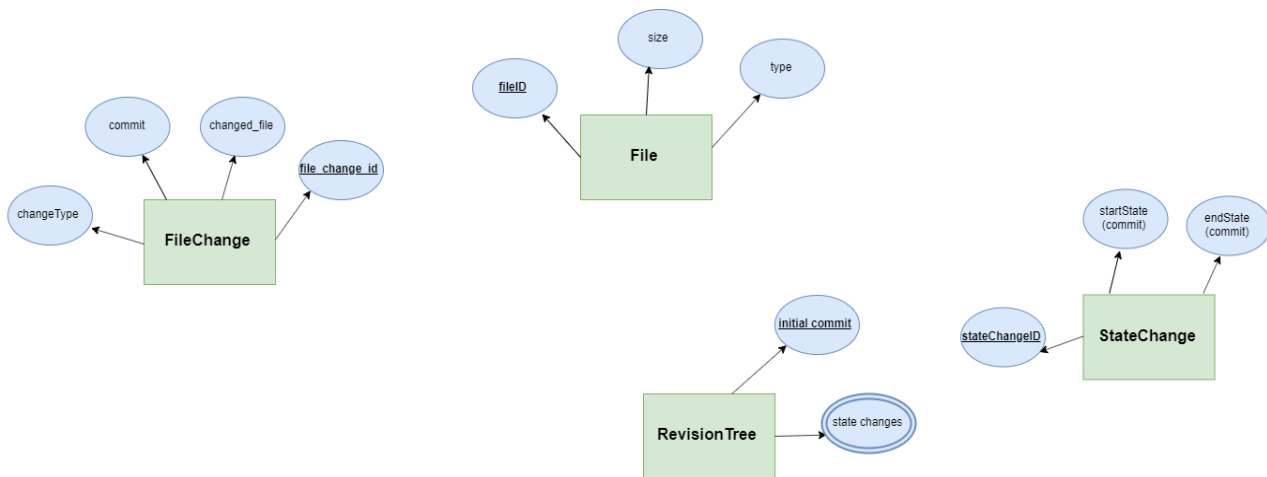 size
type
fileID
File
commit
changed_file
file_change_id
changeType
FileChange
startState
(commit)
endState
(commit)
stateChangeID
StateChange
initial commit
RevisionTree
state changes